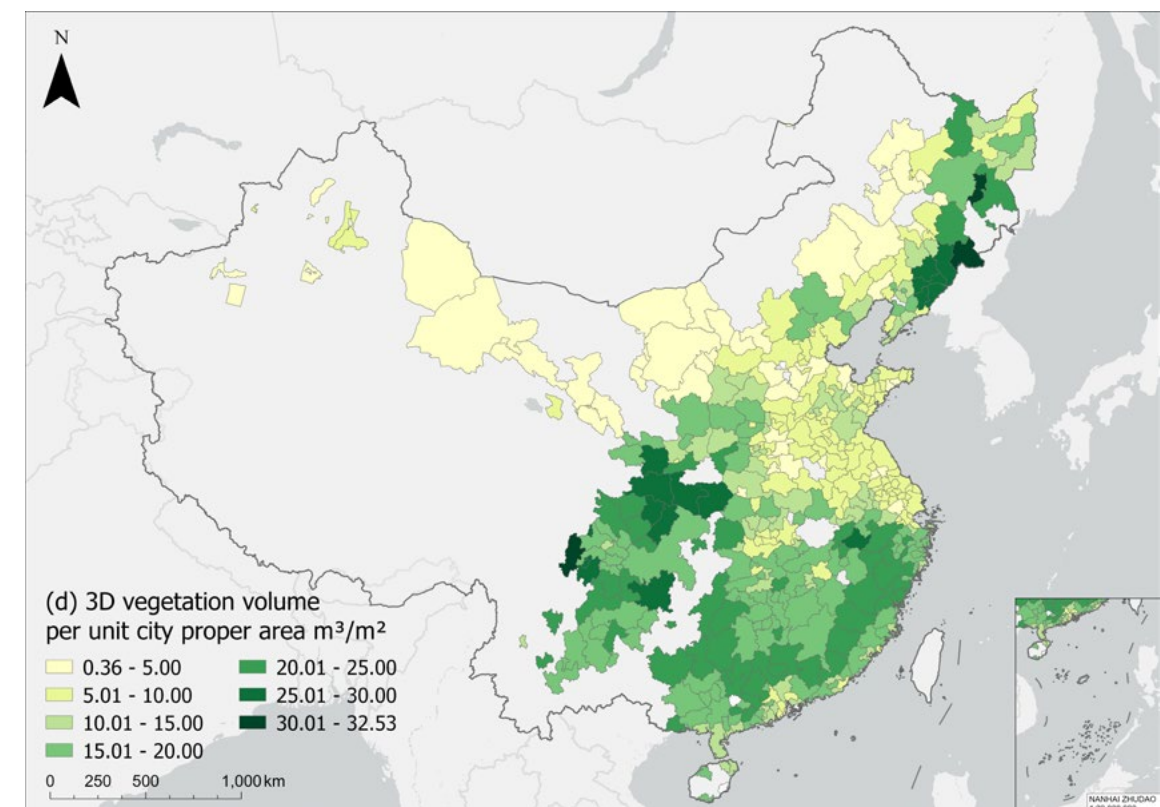 N
(d) 3D vegetation volume
per unit city proper area m³/m²
0.36 - 5.00
5.01 - 10.00
10.01 - 15.00
15.01 - 20.00
20.01 - 25.00
25.01 - 30.00
30.01 - 32.53
0 250 500 1,000 km
NANHAI ZHUDAO